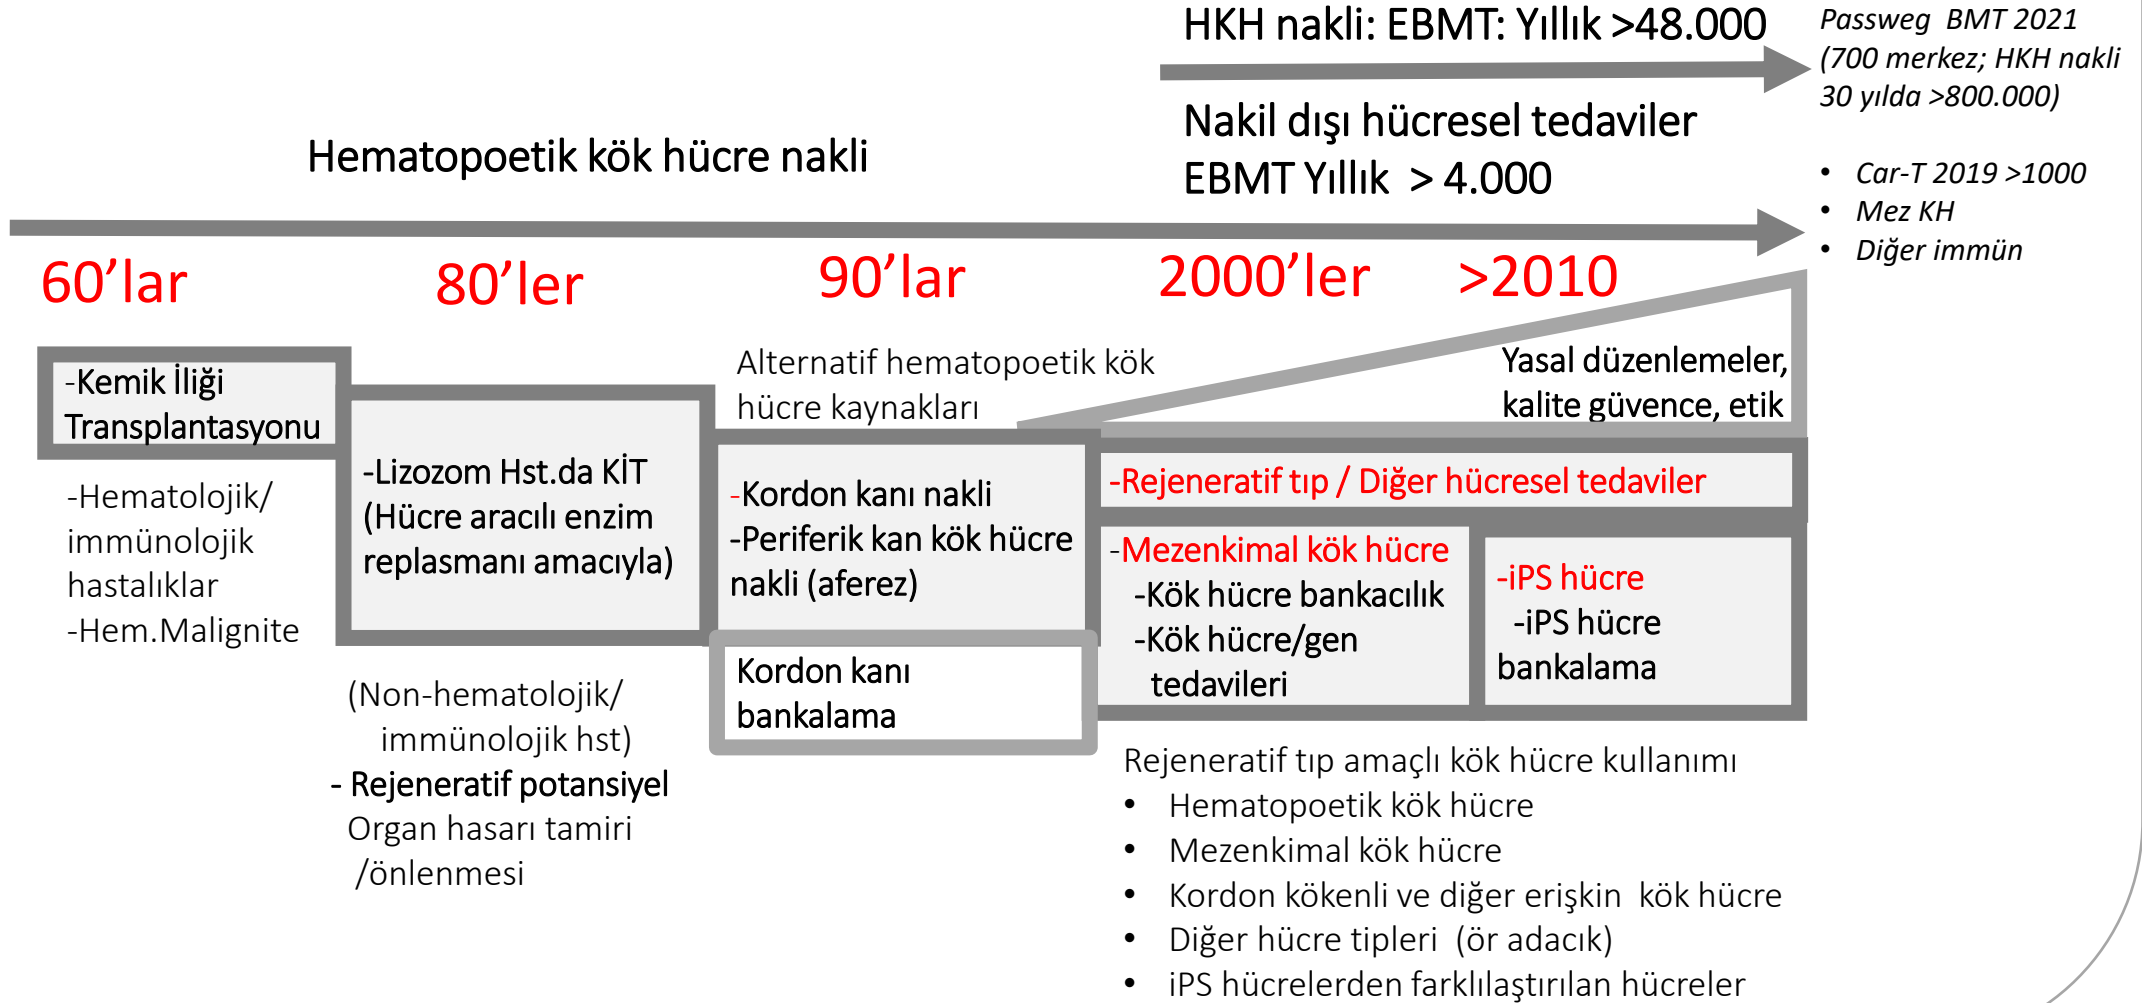 HKH nakli: EBMT: Yıllık >48.000
Nakil dışı hücresel tedaviler
EBMT Yıllık > 4.000
Passweg BMT 2021
(700 merkez; HKH nakli
30 yılda >800.000)
• Car-T 2019 >1000
• Mez KH
• Diğer immün
Hematopoetik kök hücre nakli
60’lar
80’ler
90’lar
2000’ler
>2010
-Kemik İliği
Transplantasyonu
-Hematolojik/
immünolojik
hastalıklar
-Hem.Malignite
-Lizozom Hst.da KİT
(Hücre aracılı enzim
replasmanı amacıyla)
(Non-hematolojik/
immünolojik hst)
- Rejeneratif potansiyel
Organ hasarı tamiri
/önlenmesi
Alternatif hematopoetik kök
hücre kaynakları
-Kordon kanı nakli
-Periferik kan kök hücre
nakli (aferez)
Kordon kanı
bankalama
Yasal düzenlemeler,
kalite güvence, etik
-Rejeneratif tıp / Diğer hücresel tedaviler
-Mezenkimal kök hücre
-Kök hücre bankacılık
-Kök hücre/gen
tedavileri
-iPS hücre
-iPS hücre
bankalama
Rejeneratif tıp amaçlı kök hücre kullanımı
• Hematopoetik kök hücre
• Mezenkimal kök hücre
• Kordon kökenli ve diğer erişkin kök hücre
• Diğer hücre tipleri (ör adacık)
• iPS hücrelerden farklılaştırılan hücreler